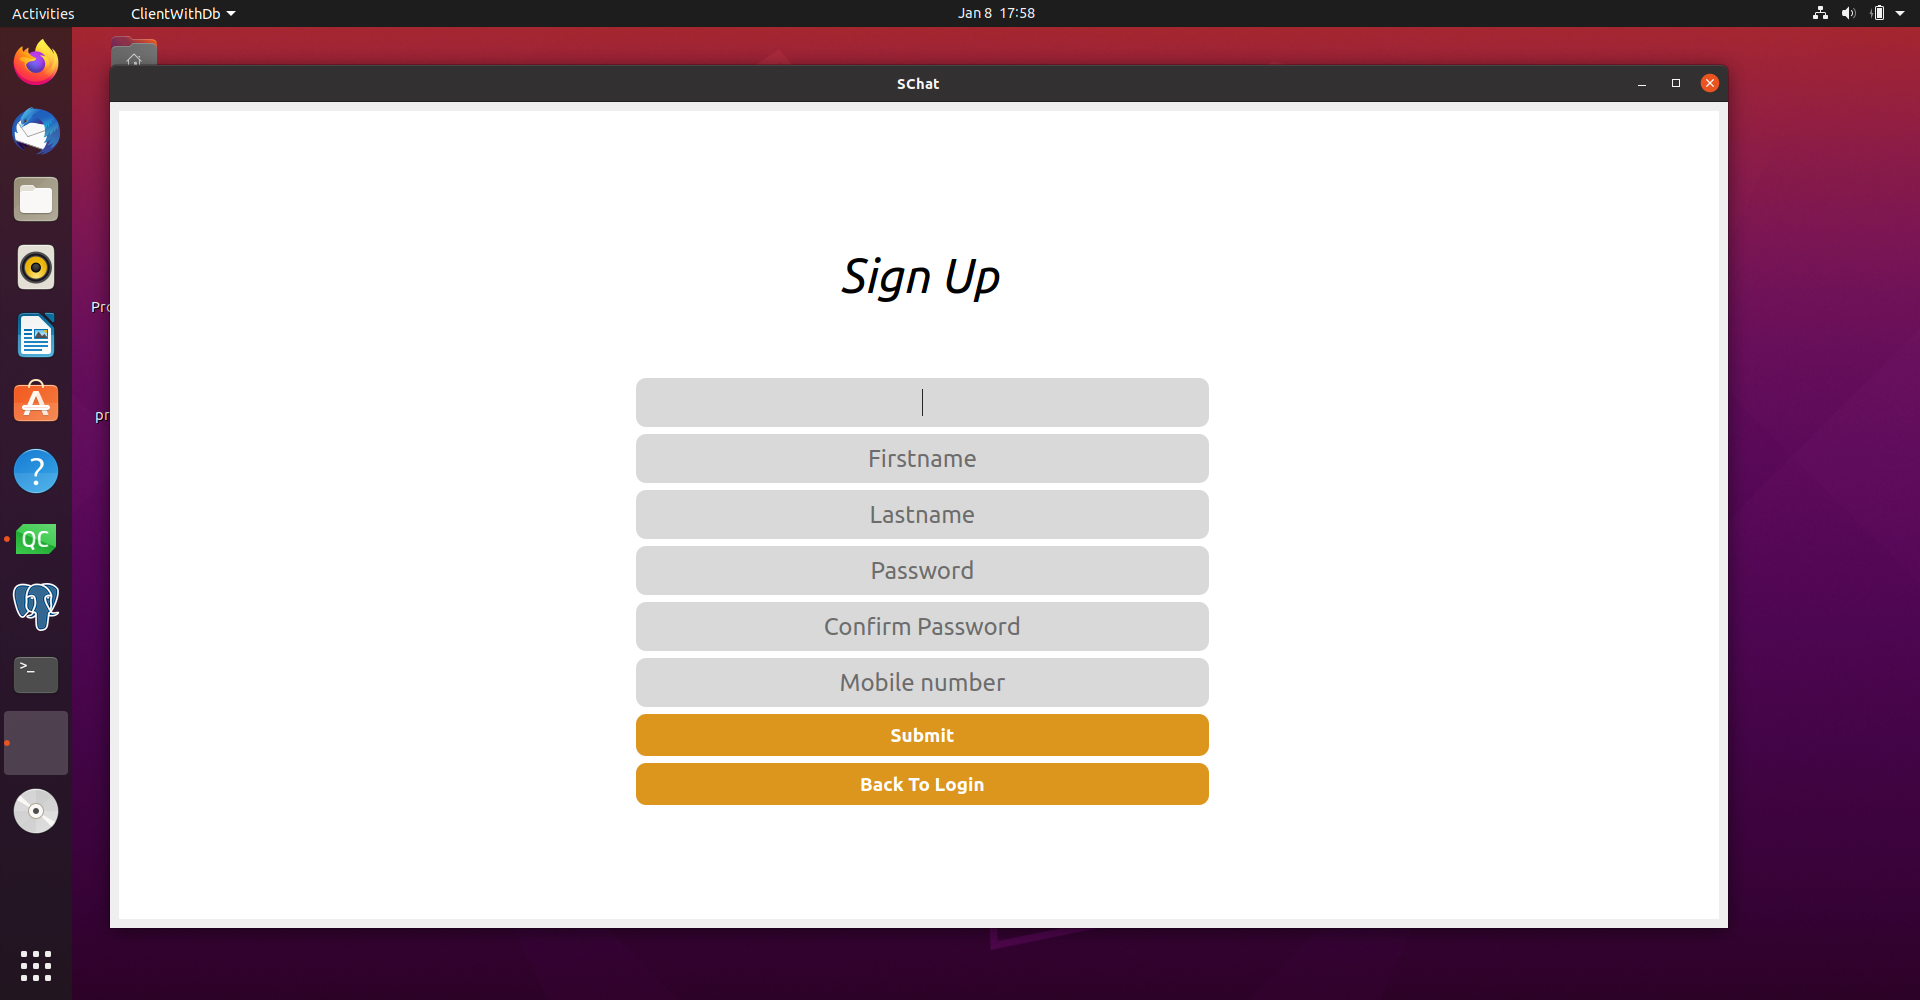 Activities
ClientWithDb
Jan 8 17:58
SChat
Sign Up
Firstname
Lastname
Password
Confirm Password
Mobile number
Submit
Back To Login
Pro
pr
?
QC
>_